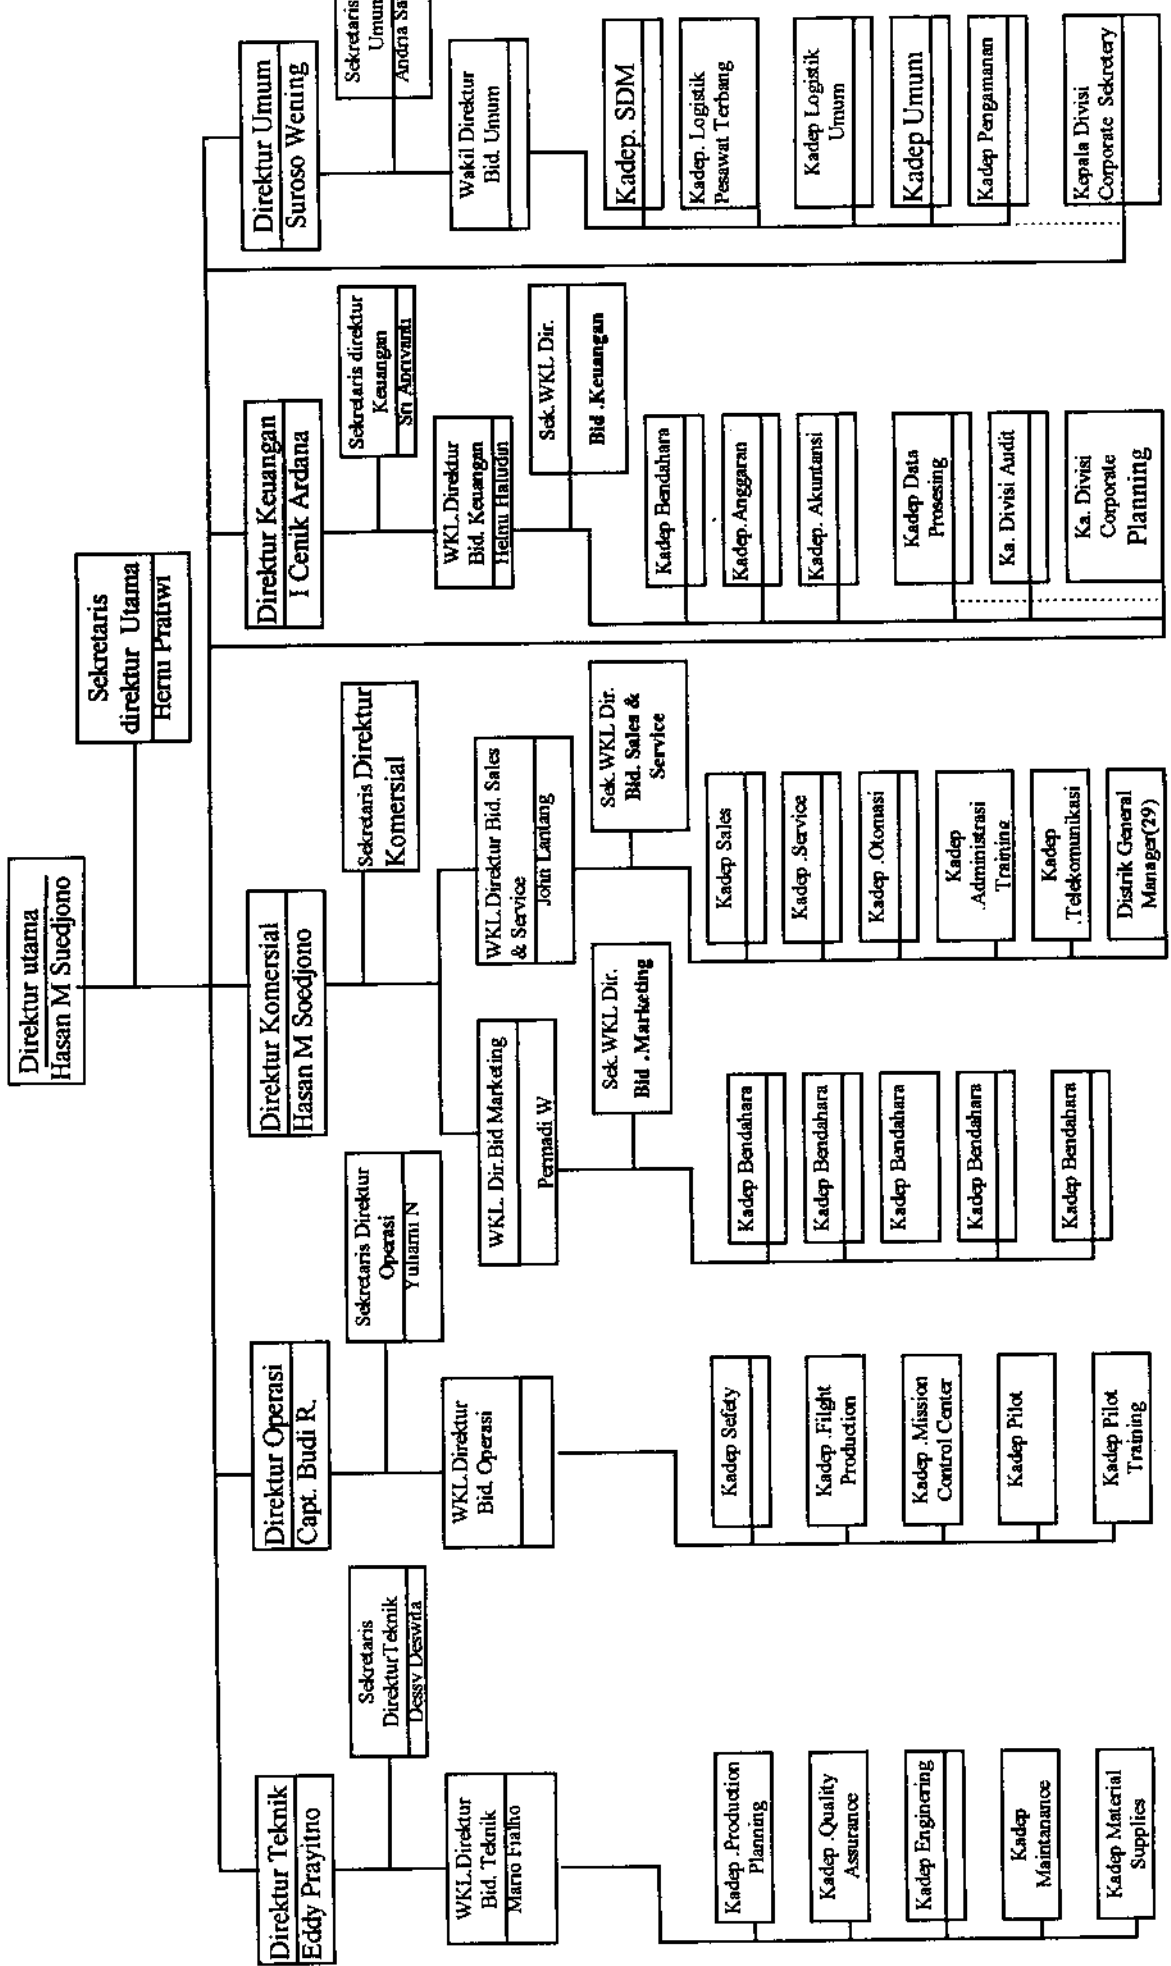 Direktur utama
Hasan M Suedjono
Sekretaris
direktur Utama
Herni Pratiwi
Direktur Teknik
Eddy Prayitno
Sekretaris
Direktur Teknik
Dessy Deswita
WKL.Direktur
Bid. Teknik
Mario Fialho
Kadep .Production
Planning
Kadep .Quality
Assurance
Kadep Enginering
Kadep
Maintanance
Kadep Material
Supplies
Direktur Operasi
Capt. Budi R.
Sekretaris Direktur
Operasi
Yuliarni N
WKL.Direktur
Bid. Operasi
Kadep Sefety
Kadep .Filght
Production
Kadep .Mission
Control Center
Kadep Pilot
Kadep Pilot
Training
Direktur Komersial
Hasan M Soedjono
Sekretaris Direktur
Komersial
WKL. Dir.Bid Marketing
Permadi W
Sek.WKL Dir.
Bid .Marketing
Kadep Bendahara
Kadep Bendahara
Kadep Bendahara
Kadep Bendahara
Kadep Bendahara
WKL.Direktur Bid. Sales
& Service
John Lantang
Sek.WKL Dir.
Bid. Sales &
Service
Kadep Sales
Kadep .Service
Kadep .Otomasi
Kadep
.Administrasi
Training
Kadep
.Telekomunikasi
Distrik General
Manager(29)
Direktur Keuangan
I Cenik Ardana
Sekretaris direktur
Keuangan
Sri Apriyanti
WKL.Direktur
Bid. Keuangan
Helmi Haludin
Sek.WKL Dir.
Bid .Keuangan
Kadep Bendahara
Kadep.Anggaran
Kadep. Akuntansi
Kadep Data
Prosesing
Ka. Divisi Audit
Ka. Divisi
Corporate
Planning
Direktur Umum
Suroso Wening
Sekretaris
Umum
Andria Sa
Wakil Direktur
Bid. Umum
Kadep. SDM
Kadep. Logistik
Pesawat Terbang
Kadep Logistik
Umum
Kadep Umum
Kadep Pengamanan
Kepala Divisi
Corporate Sekretery